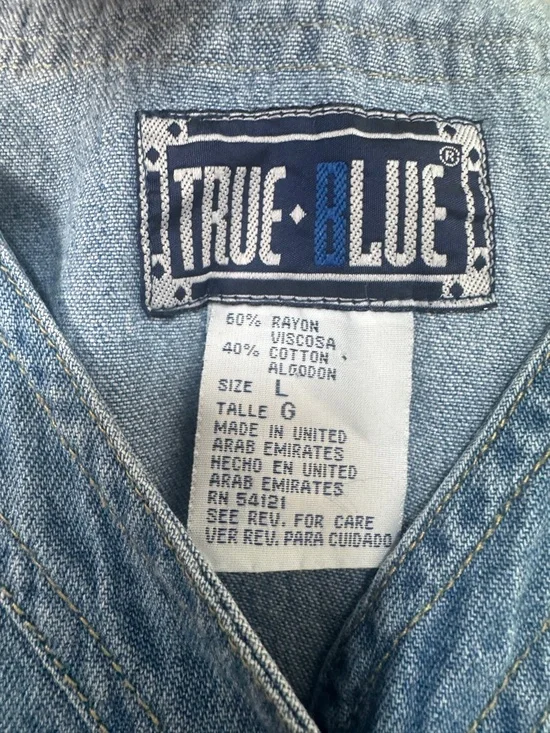 TRUE ⬥ BLUE ®
60% RAYON
VISCOSA
40% COTTON
ALGODON
SIZE L
TALLE G
MADE IN UNITED
ARAB EMIRATES
HECHO EN UNITED
ARAB EMIRATES
RN 54121
SEE REV. FOR CARE
VER REV. PARA CUIDADO